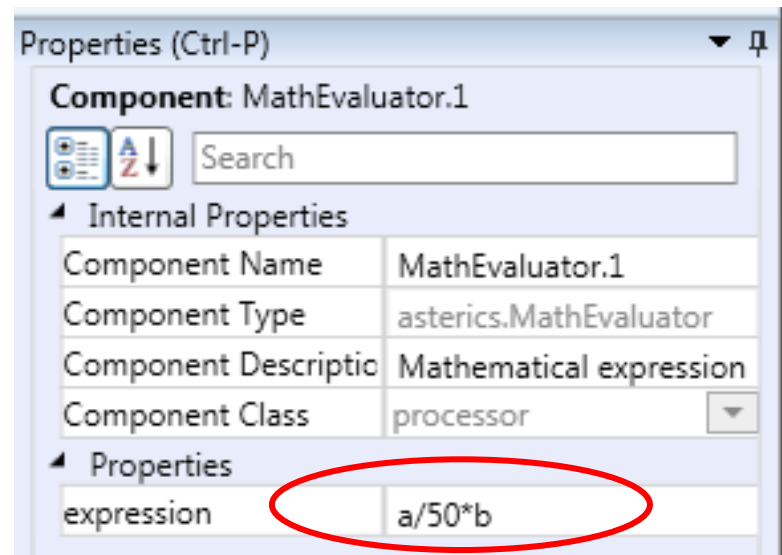 Properties (Ctrl-P)
Component: MathEvaluator.1
A Z Search
Internal Properties
Component Name MathEvaluator.1
Component Type asterics.MathEvaluator
Component Descriptio Mathematical expression
Component Class processor
Properties
expression a/50*b